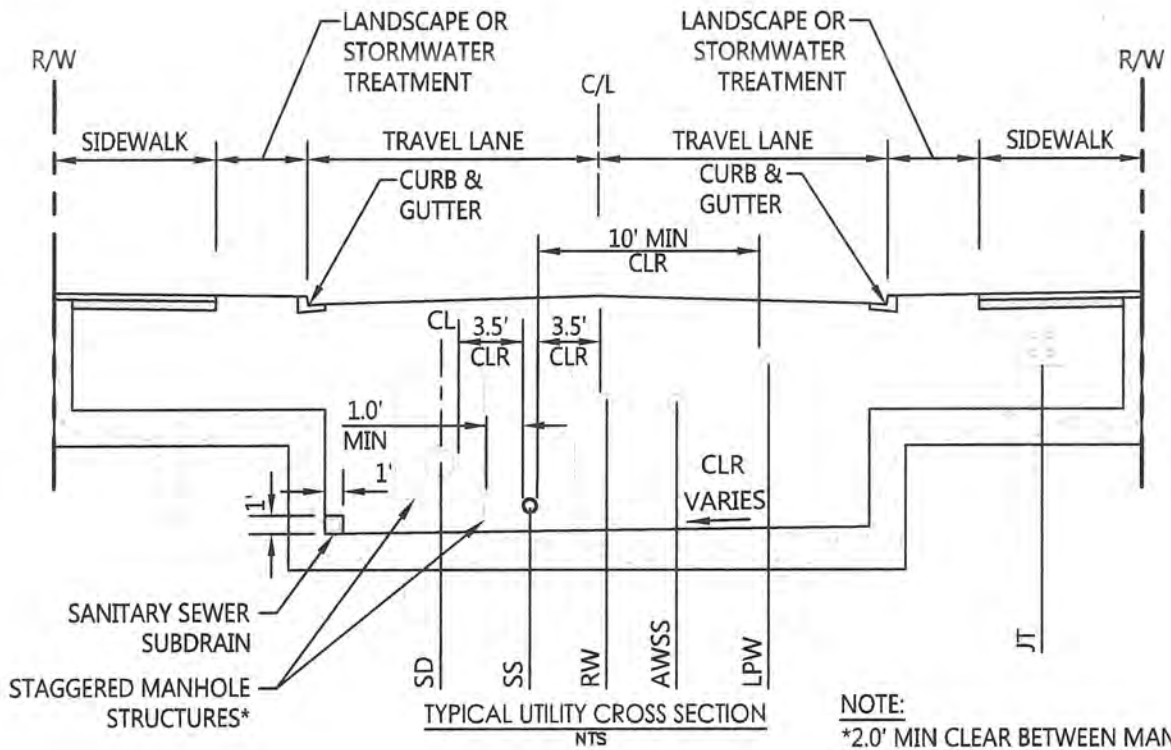 LANDSCAPE OR
STORMWATER
TREATMENT
LANDSCAPE OR
STORMWATER
TREATMENT
R/W
C/L
R/W
SIDEWALK
TRAVEL LANE
TRAVEL LANE
SIDEWALK
CURB &
GUTTER
CURB &
GUTTER
10' MIN
CLR
CL
3.5'
CLR
3.5'
CLR
1.0'
MIN
CLR
VARIES
1'
1'
SANITARY SEWER
SUBDRAIN
STAGGERED MANHOLE
STRUCTURES*
SD
SS
RW
AWSS
LPW
JT
TYPICAL UTILITY CROSS SECTION
NTS
NOTE:
*2.0' MIN CLEAR BETWEEN MAN